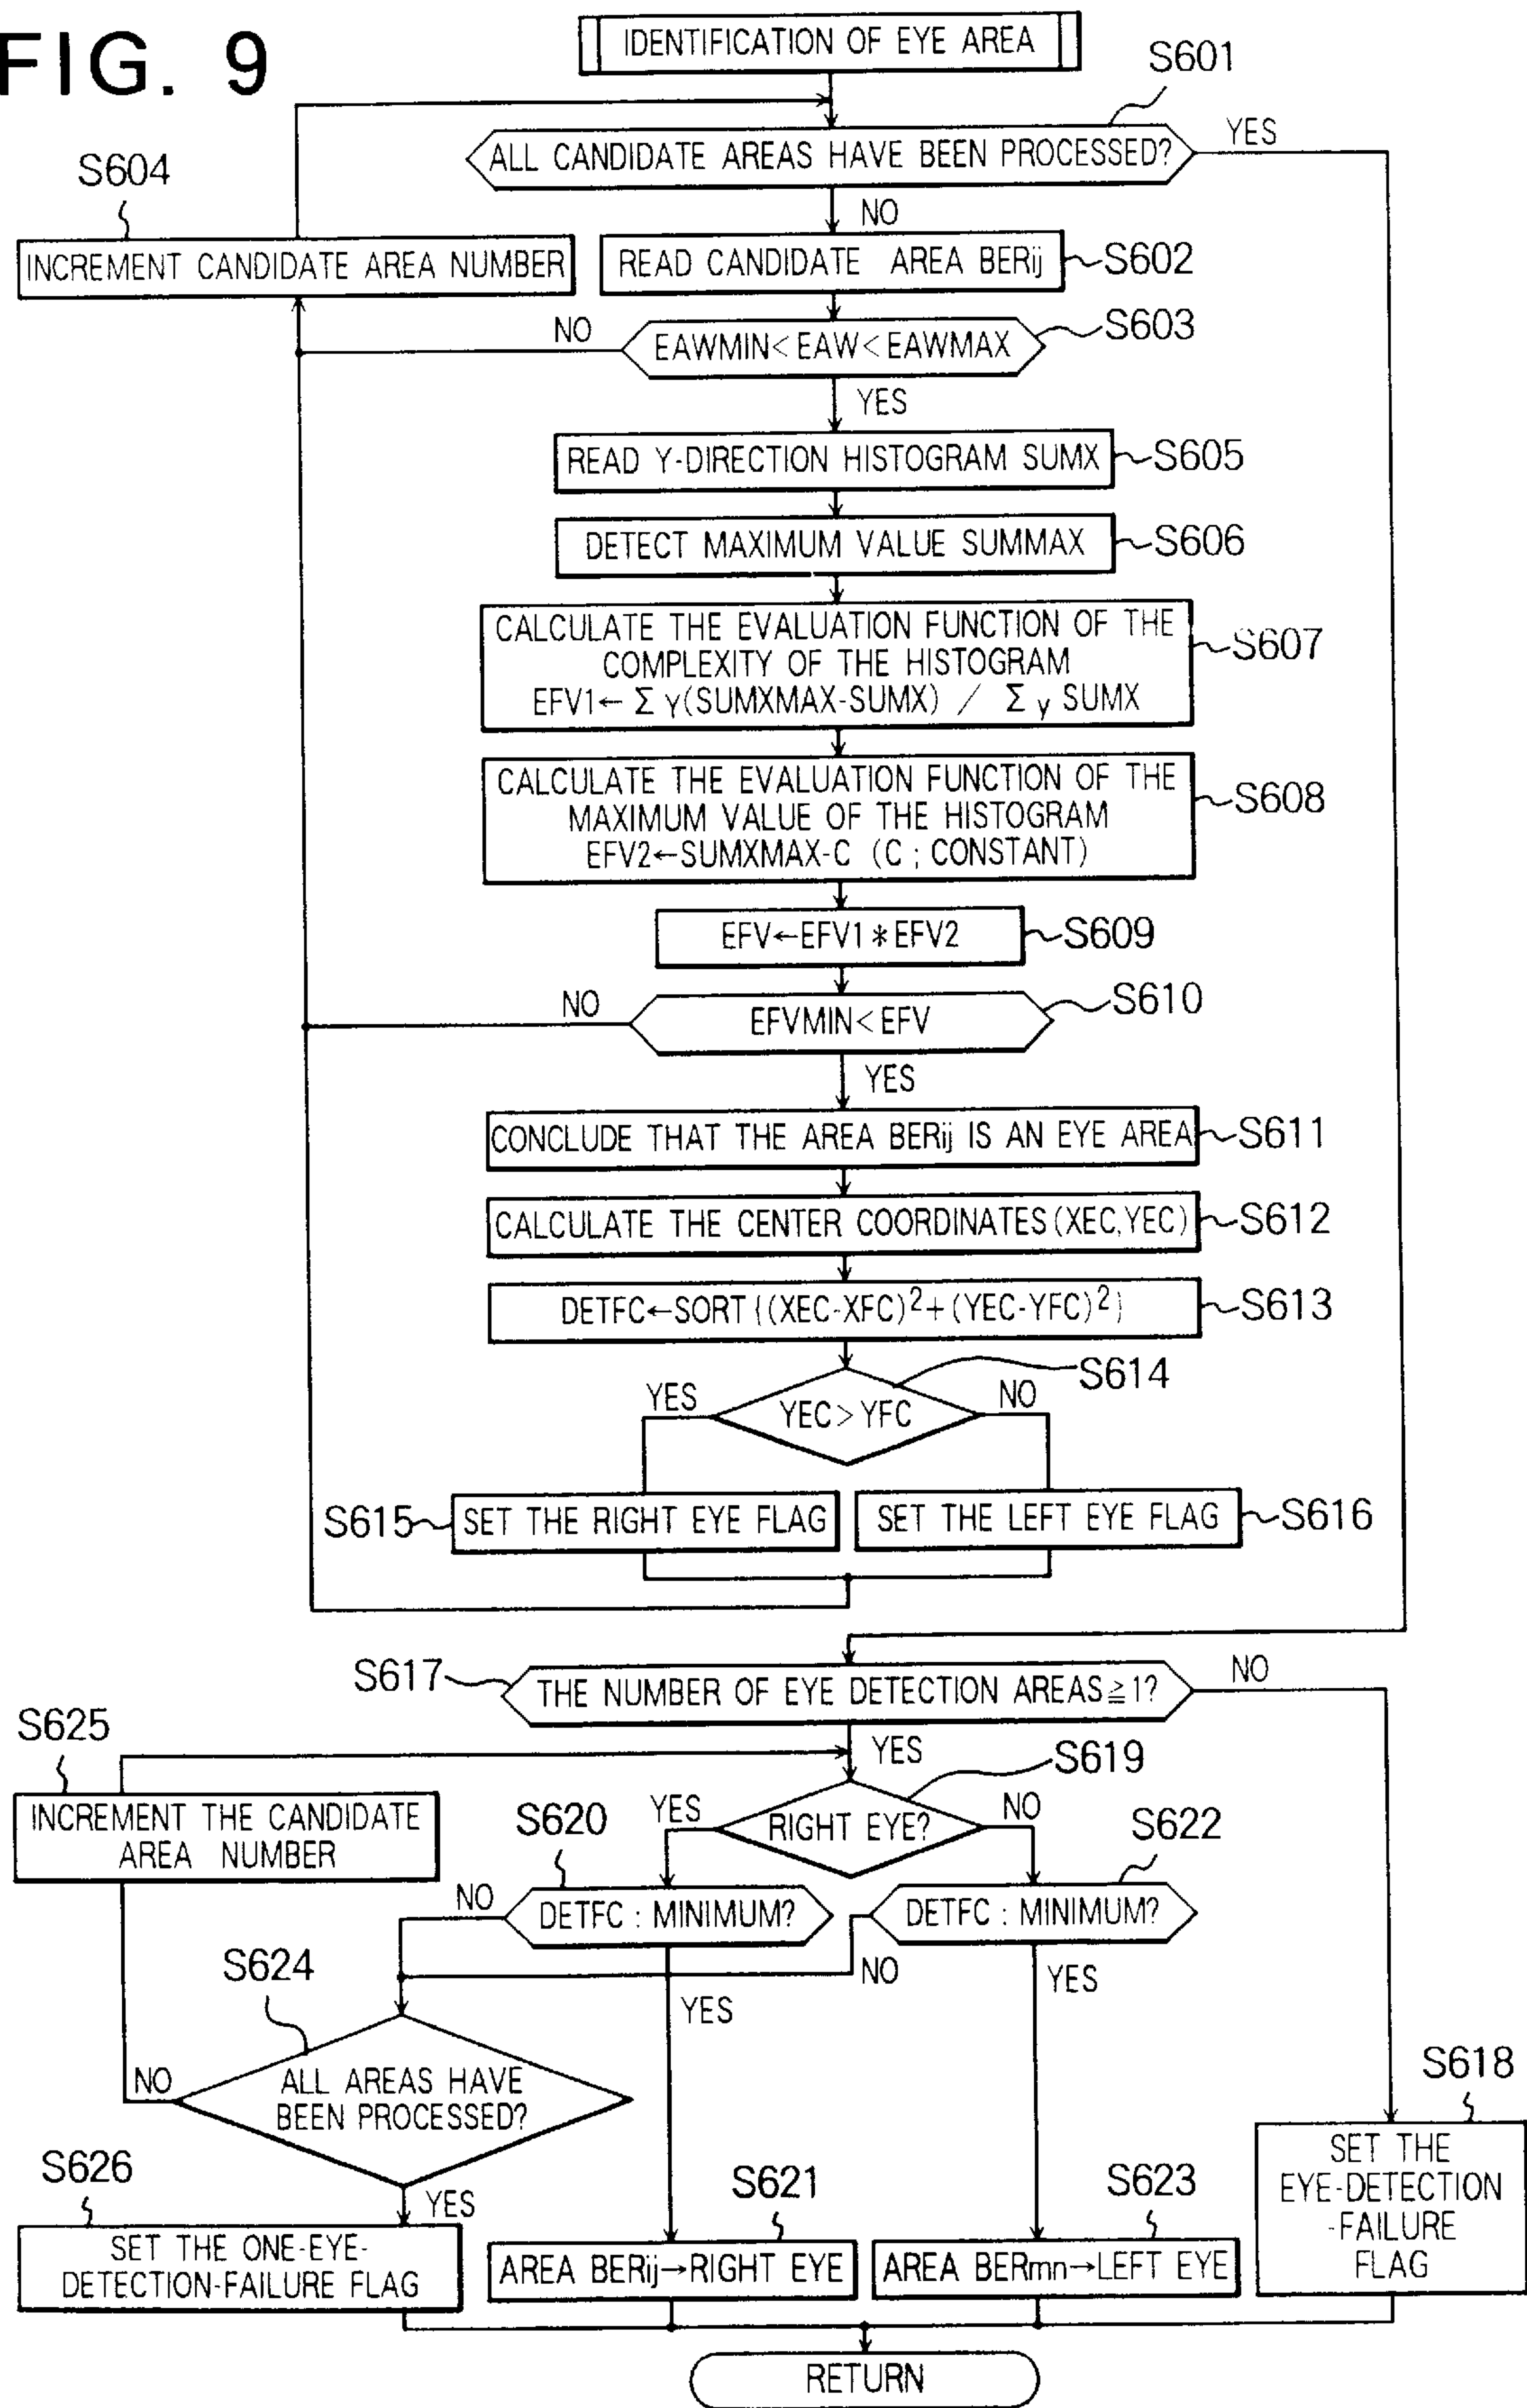 FIG. 9
IDENTIFICATION OF EYE AREA
S601
ALL CANDIDATE AREAS HAVE BEEN PROCESSED?
YES
S604
NO
INCREMENT CANDIDATE AREA NUMBER
READ CANDIDATE AREA BERij
S602
NO
EAWMIN<EAW<EAWMAX
S603
YES
READ Y-DIRECTION HISTOGRAM SUMX
S605
DETECT MAXIMUM VALUE SUMMAX
S606
CALCULATE THE EVALUATION FUNCTION OF THE
COMPLEXITY OF THE HISTOGRAM
EFV1←Σ Y(SUMXMAX-SUMX) / Σ y SUMX
S607
CALCULATE THE EVALUATION FUNCTION OF THE
MAXIMUM VALUE OF THE HISTOGRAM
EFV2←SUMXMAX-C (C ; CONSTANT)
S608
EFV←EFV1*EFV2
S609
NO
EFVMIN<EFV
S610
YES
CONCLUDE THAT THE AREA BERij IS AN EYE AREA
S611
CALCULATE THE CENTER COORDINATES(XEC,YEC)
S612
DETFC←SORT{(XEC-XFC)²+(YEC-YFC)²}
S613
S614
YES
YEC>YFC
NO
S615
SET THE RIGHT EYE FLAG
SET THE LEFT EYE FLAG
S616
S617
THE NUMBER OF EYE DETECTION AREAS≧1?
NO
S625
YES
S619
INCREMENT THE CANDIDATE
AREA NUMBER
S620
YES
RIGHT EYE?
NO
S622
NO
DETFC : MINIMUM?
DETFC : MINIMUM?
S624
NO
YES
YES
NO
ALL AREAS HAVE
BEEN PROCESSED?
S618
S626
YES
S621
S623
SET THE
EYE-DETECTION
-FAILURE
FLAG
SET THE ONE-EYE-
DETECTION-FAILURE FLAG
AREA BERij→RIGHT EYE
AREA BERmn→LEFT EYE
RETURN